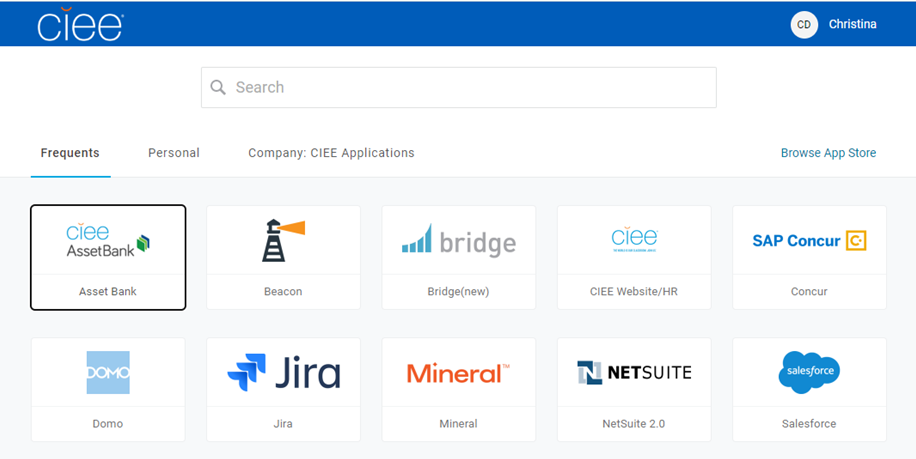 ciee
CD Christina
Search
Frequents Personal Company: CIEE Applications Browse App Store
ciee AssetBank
bridge
ciee
SAP Concur C
Asset Bank Beacon Bridge(new) CIEE Website/HR Concur
DOMO
Jira
Mineral™
N NETSUITE
salesforce
Domo Jira Mineral NetSuite 2.0 Salesforce